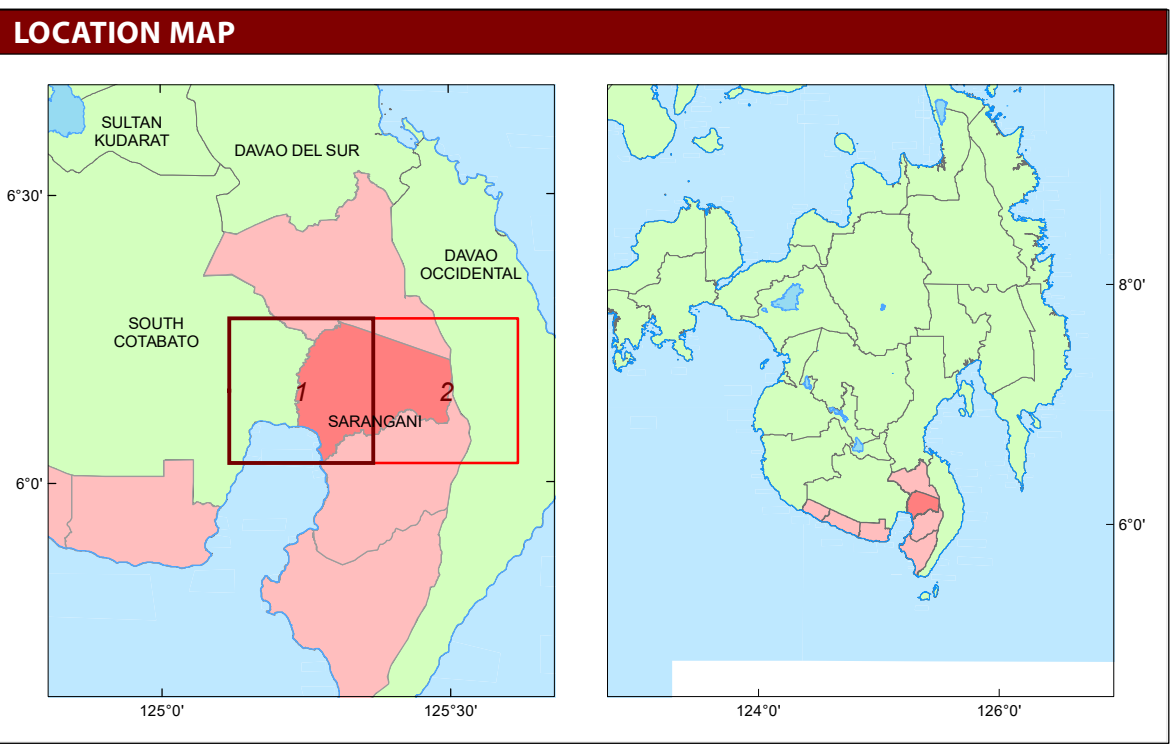 LOCATION MAP
SULTAN
KUDARAT
DAVAO DEL SUR
6°30'
DAVAO
OCCIDENTAL
SOUTH
COTABATO
1
2
SARANGANI
6°0'
125°0'
125°30'
8°0'
6°0'
124°0'
126°0'